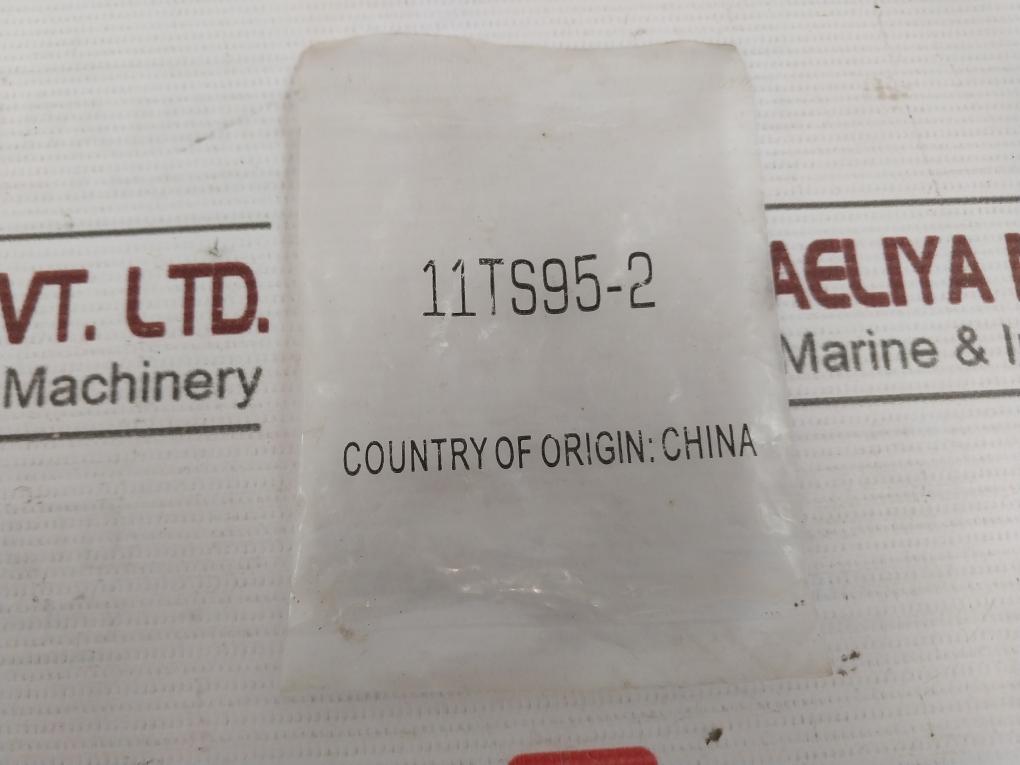 11TS95-2
COUNTRY OF ORIGIN: CHINA
VT. LTD.
Machinery
AELIYA
Marine & I